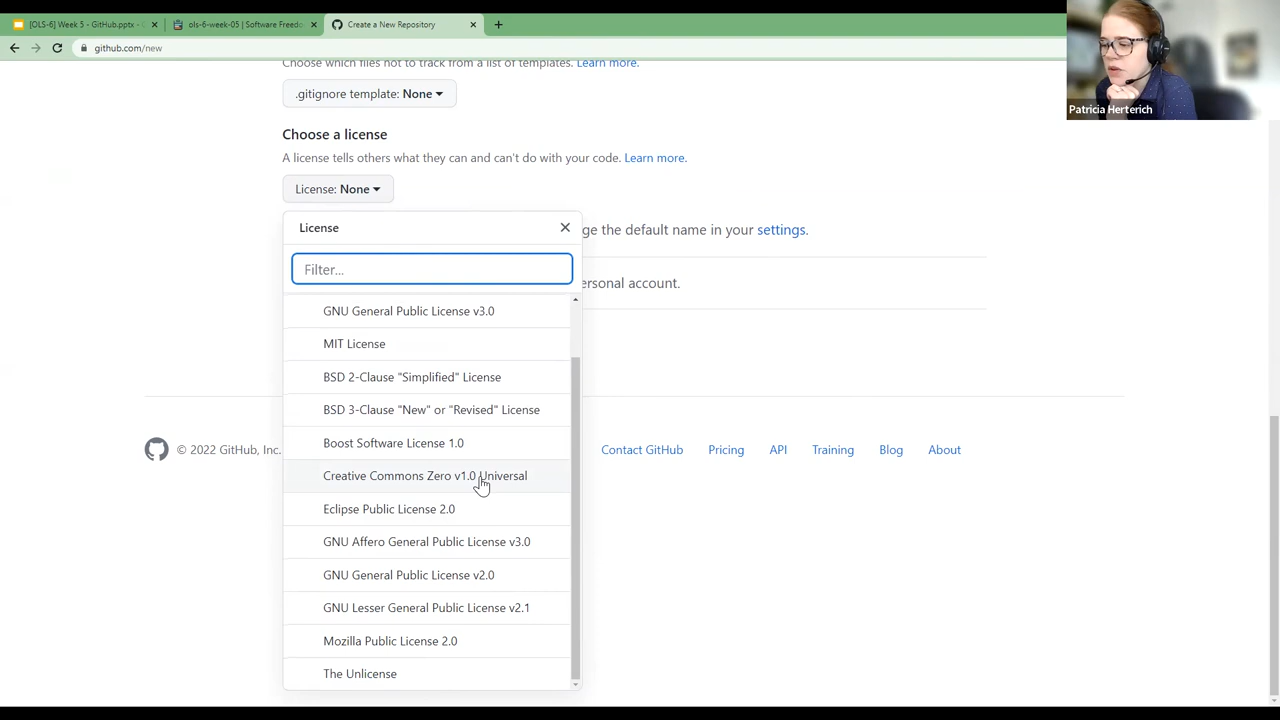 [OLS-6] Week 5 - GitHub.pptx - G
ols-6-week-05 | Software Freedo
Create a New Repository
github.com/new
Choose which files not to track from a list of templates. Learn more.
.gitignore template: None
Patricia Herterich
Choose a license
A license tells others what they can and can't do with your code. Learn more.
License: None
License
ge the default name in your settings.
Filter...
ersonal account.
GNU General Public License v3.0
MIT License
BSD 2-Clause "Simplified" License
BSD 3-Clause "New" or "Revised" License
Boost Software License 1.0
© 2022 GitHub, Inc.
Contact GitHub
Pricing
API
Training
Blog
About
Creative Commons Zero v1.0 Universal
Eclipse Public License 2.0
GNU Affero General Public License v3.0
GNU General Public License v2.0
GNU Lesser General Public License v2.1
Mozilla Public License 2.0
The Unlicense